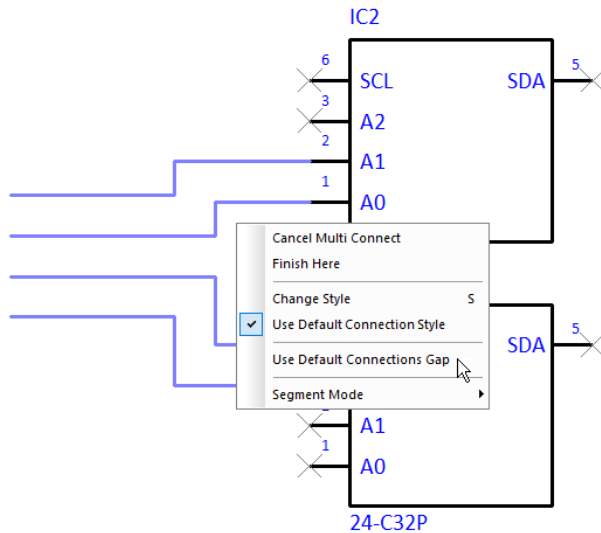 IC2
6
SCL
SDA
5
3
A2
2
A1
1
A0
Cancel Multi Connect
Finish Here
Change Style S
Use Default Connection Style
Use Default Connections Gap
Segment Mode
SDA
5
A1
1
A0
24-C32P